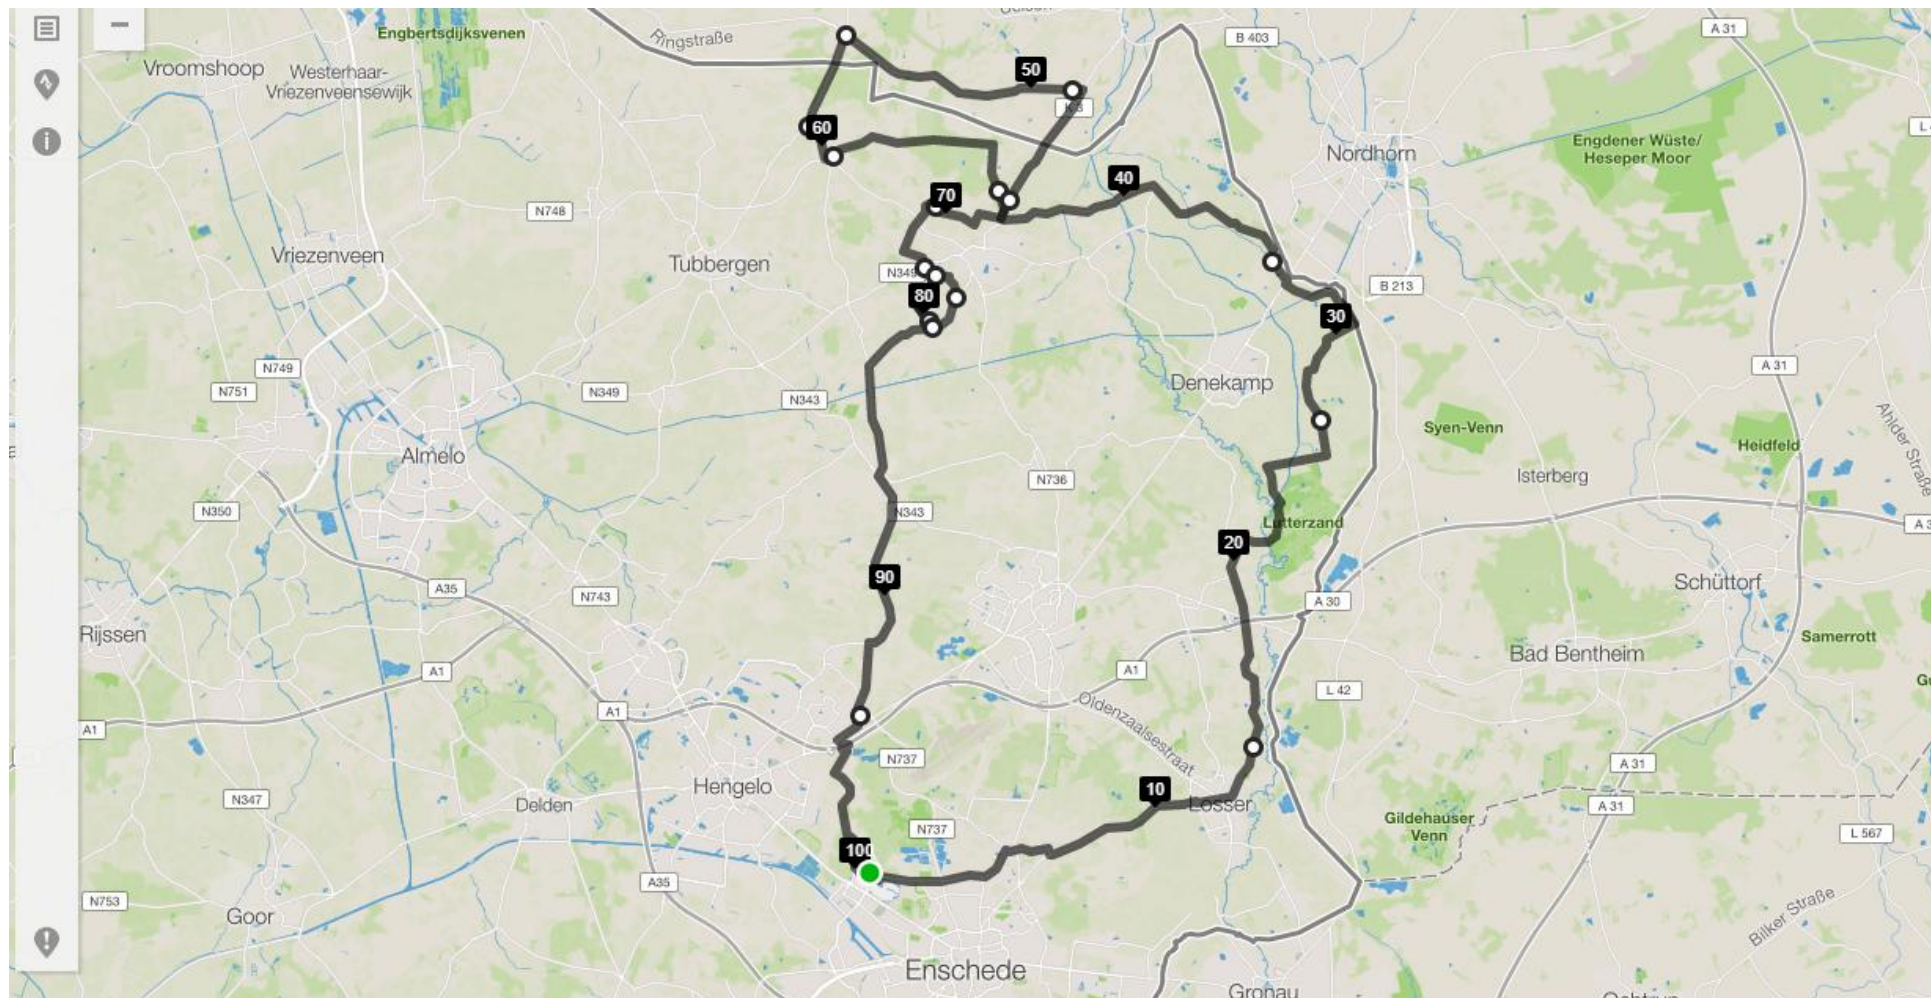 Engbertsdijksvenen
Ringstraße
B 403
A 31
Vroomshoop
Westerhaar-
Vriezenveensewijk
50
K 3
60
Nordhorn
Engdener Wüste/
Heseper Moor
40
70
N748
Vriezenveen
Tubbergen
N349
B 213
80
30
N749
A 31
N751
N349
N343
Denekamp
Ahlder Straße
Syen-Venn
Heidfeld
Almelo
N736
Isterberg
N350
N343
Lutterzand
20
90
A35
N743
Schüttorf
A 30
Rijssen
Samerrott
A1
A1
Bad Bentheim
L 42
Oldenzaalsestraat
A1
A1
N737
A 31
Hengelo
10
N347
Delden
Losser
A 31
Gildehauser
Venn
N737
L 567
100
A35
N753
Goor
Bilker Straße
Enschede
Gronau